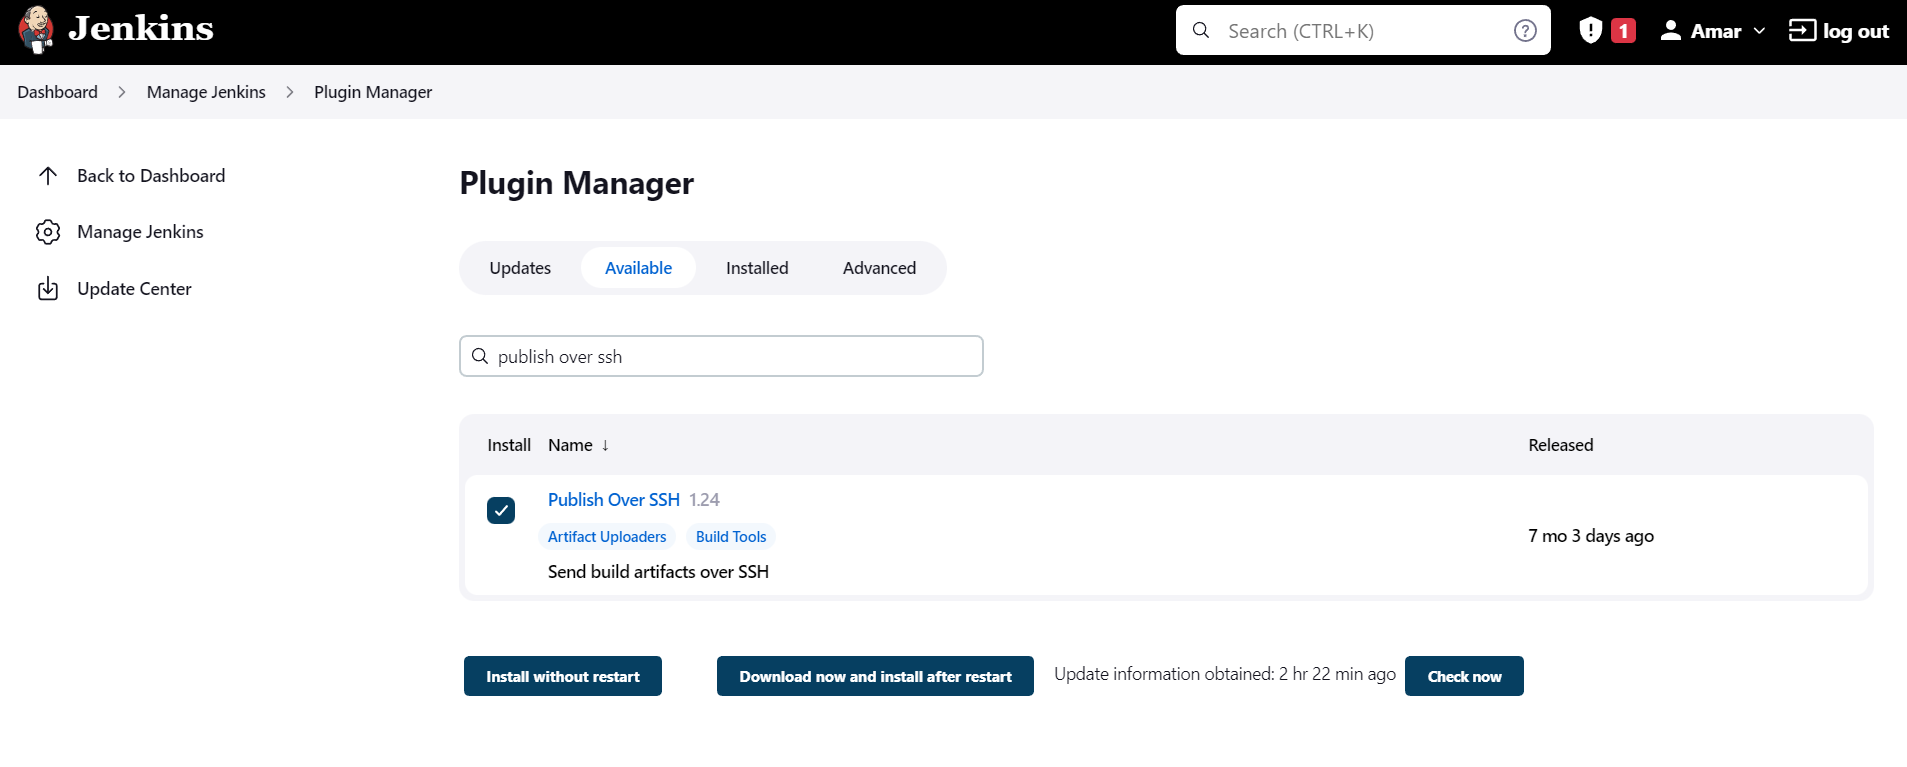 Jenkins
Search (CTRL+K)
1
Amar
log out
Dashboard > Manage Jenkins > Plugin Manager
Back to Dashboard
Manage Jenkins
Update Center
Plugin Manager
Updates Available Installed Advanced
publish over ssh
Install Name ↓ Released
Publish Over SSH 1.24
Artifact Uploaders Build Tools
7 mo 3 days ago
Send build artifacts over SSH
Install without restart Download now and install after restart Update information obtained: 2 hr 22 min ago Check now